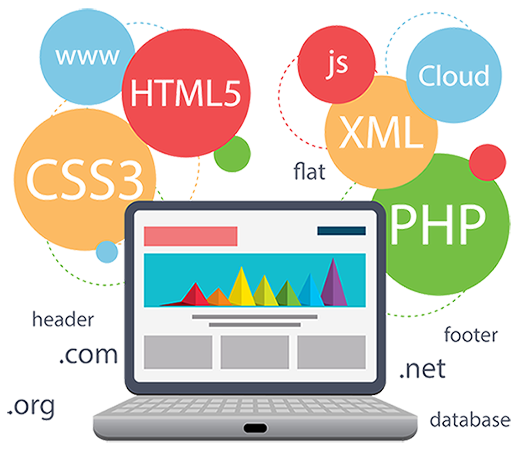 www
HTML5
CSS3
js
Cloud
XML
flat
PHP
header
.com
.org
footer
.net
database